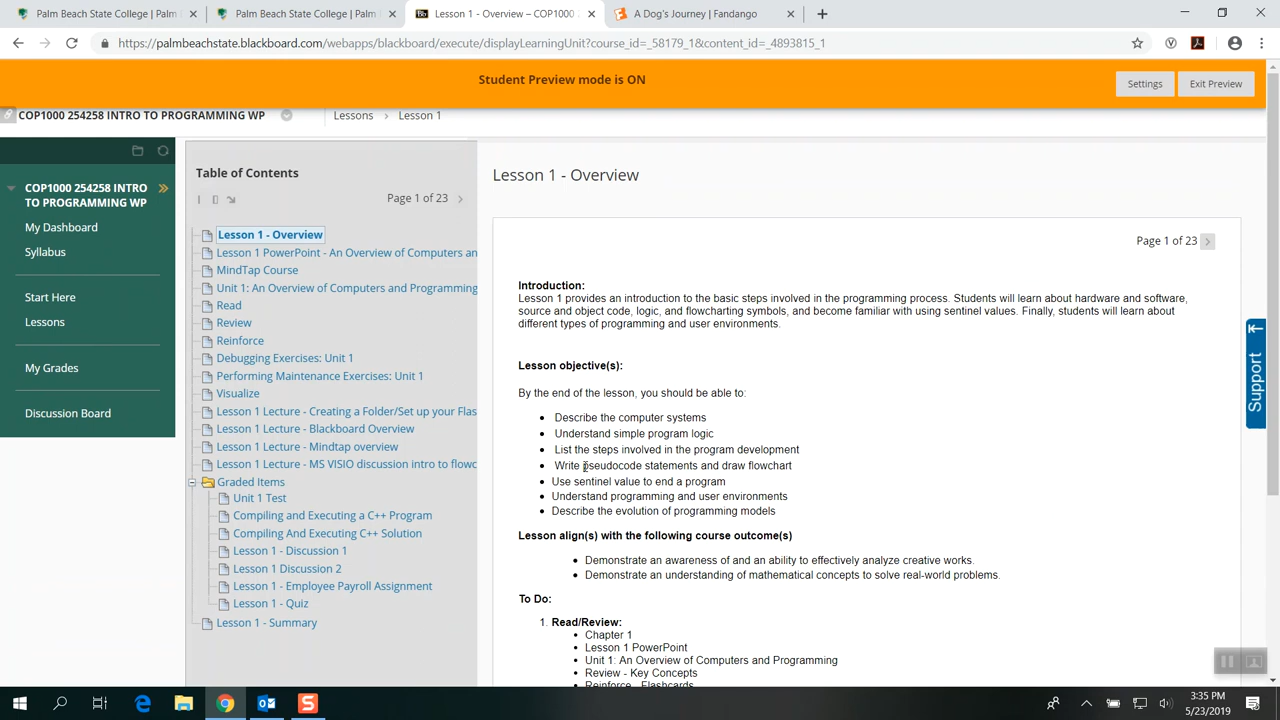 Palm Beach State College | Palm
Palm Beach State College | Palm
Lesson 1 - Overview – COP1000
A Dog's Journey | Fandango
https://palmbeachstate.blackboard.com/webapps/blackboard/execute/displayLearningUnit?course_id=_58179_1&content_id=_4893815_1
Student Preview mode is ON
Settings
Exit Preview
COP1000 254258 INTRO TO PROGRAMMING WP
Lessons
Lesson 1
COP1000 254258 INTRO
TO PROGRAMMING WP
My Dashboard
Syllabus
Start Here
Lessons
My Grades
Discussion Board
Table of Contents
Page 1 of 23
Lesson 1 - Overview
Lesson 1 PowerPoint - An Overview of Computers an
MindTap Course
Unit 1: An Overview of Computers and Programming
Read
Review
Reinforce
Debugging Exercises: Unit 1
Performing Maintenance Exercises: Unit 1
Visualize
Lesson 1 Lecture - Creating a Folder/Set up your Flas
Lesson 1 Lecture - Blackboard Overview
Lesson 1 Lecture - Mindtap overview
Lesson 1 Lecture - MS VISIO discussion intro to flowc
Graded Items
Unit 1 Test
Compiling and Executing a C++ Program
Compiling And Executing C++ Solution
Lesson 1 - Discussion 1
Lesson 1 Discussion 2
Lesson 1 - Employee Payroll Assignment
Lesson 1 - Quiz
Lesson 1 - Summary
Lesson 1 - Overview
Page 1 of 23
Introduction:
Lesson 1 provides an introduction to the basic steps involved in the programming process. Students will learn about hardware and software,
source and object code, logic, and flowcharting symbols, and become familiar with using sentinel values. Finally, students will learn about
different types of programming and user environments.
Lesson objective(s):
By the end of the lesson, you should be able to:
Describe the computer systems
Understand simple program logic
List the steps involved in the program development
Write pseudocode statements and draw flowchart
Use sentinel value to end a program
Understand programming and user environments
Describe the evolution of programming models
Lesson align(s) with the following course outcome(s)
Demonstrate an awareness of and an ability to effectively analyze creative works.
Demonstrate an understanding of mathematical concepts to solve real-world problems.
To Do:
1. Read/Review:
Chapter 1
Lesson 1 PowerPoint
Unit 1: An Overview of Computers and Programming
Review - Key Concepts
Reinforce - Flashcards
Support
3:35 PM
5/23/2019